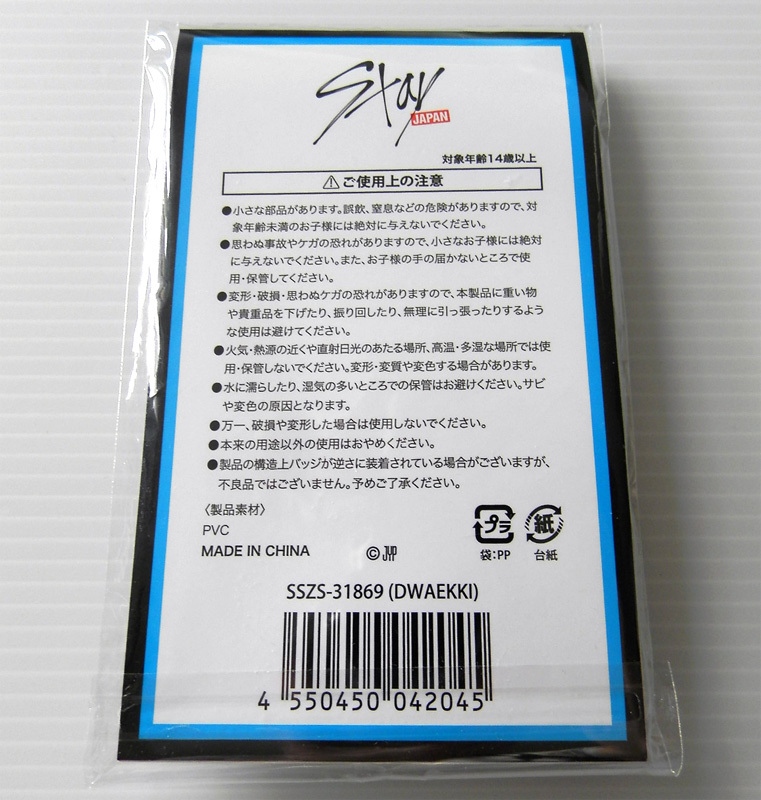 Stay
JAPAN
対象年齢14歳以上
⚠ご使用上の注意
●小さな部品があります。誤飲、窒息などの危険がありますので、対
象年齢未満のお子様には絶対に与えないでください。
●思わぬ事故やケガの恐れがありますので、小さなお子様には絶対
に与えないでください。また、お子様の手の届かないところで使
用・保管してください。
●変形・破損・思わぬケガの恐れがありますので、本製品に重い物
や貴重品を下げたり、振り回したり、無理に引っ張ったりするよう
な使用は避けてください。
●火気・熱源の近くや直射日光のあたる場所、高温・多湿な場所では使
用・保管しないでください。変形・変質や変色する場合があります。
●水に濡らしたり、湿気の多いところでの保管はお避けください。サビ
や変色の原因となります。
●万一、破損や変形した場合は使用しないでください。
●本来の用途以外の使用はおやめください。
●製品の構造上バッジが逆さに装着されている場合がございますが、
不良品ではございません。予めご了承ください。
〈製品素材〉
PVC
MADE IN CHINA
©JYP
プラ
袋:PP
紙
台紙
SSZS-31869 (DWAEKKI)
4 550450 042045